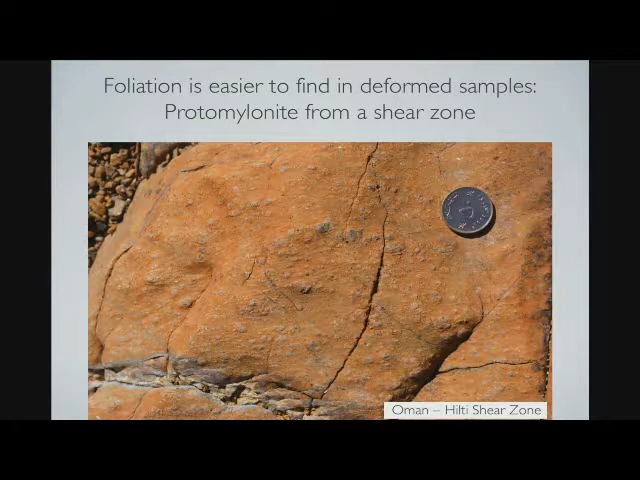 Foliation is easier to find in deformed samples:
Protomylonite from a shear zone
Oman – Hilti Shear Zone